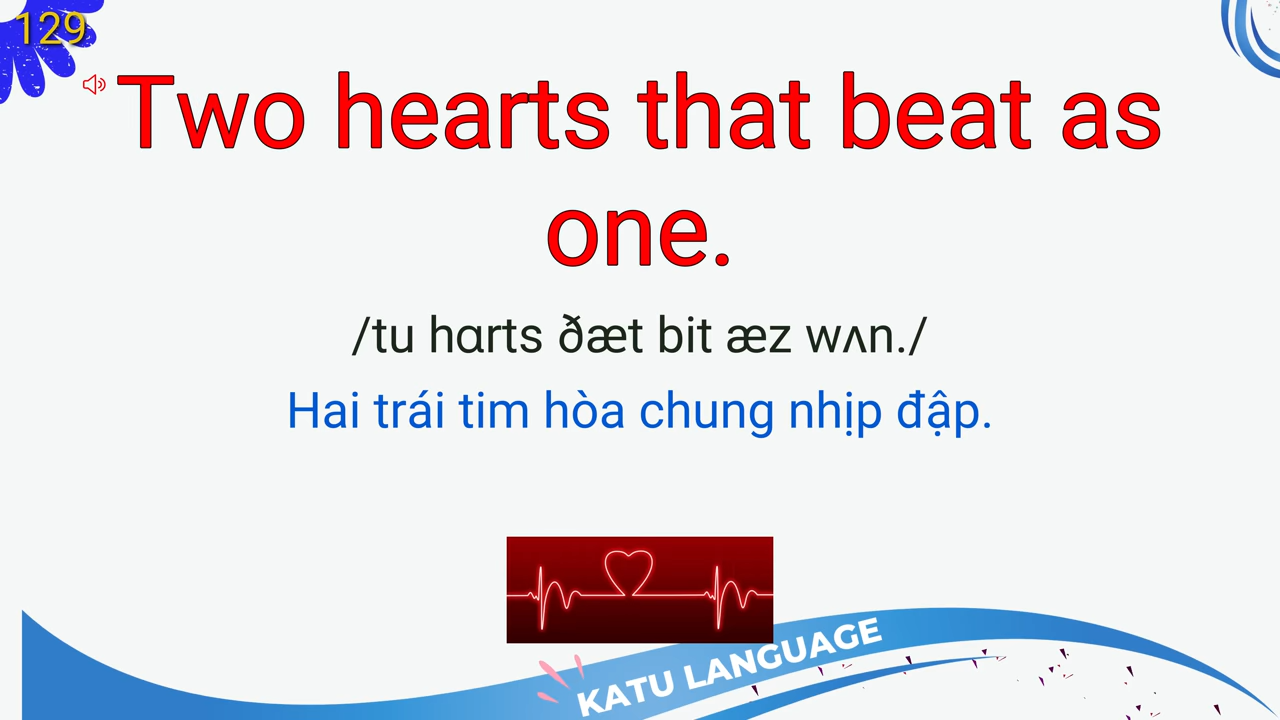 129
Two hearts that beat as
one.
/tu hɑrts ðæt bit æz wʌn./
Hai trái tim hòa chung nhịp đập.
KATU LANGUAGE